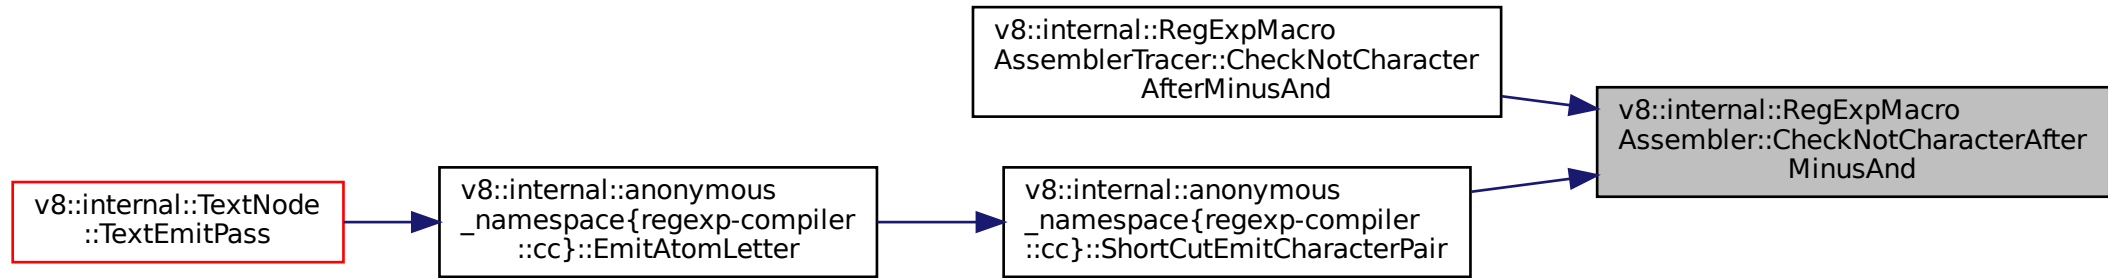 v8::internal::RegExpMacro
AssemblerTracer::CheckNotCharacter
AfterMinusAnd
v8::internal::RegExpMacro
Assembler::CheckNotCharacterAfter
MinusAnd
v8::internal::TextNode
::TextEmitPass
v8::internal::anonymous
_namespace{regexp-compiler
::cc}::EmitAtomLetter
v8::internal::anonymous
_namespace{regexp-compiler
::cc}::ShortCutEmitCharacterPair